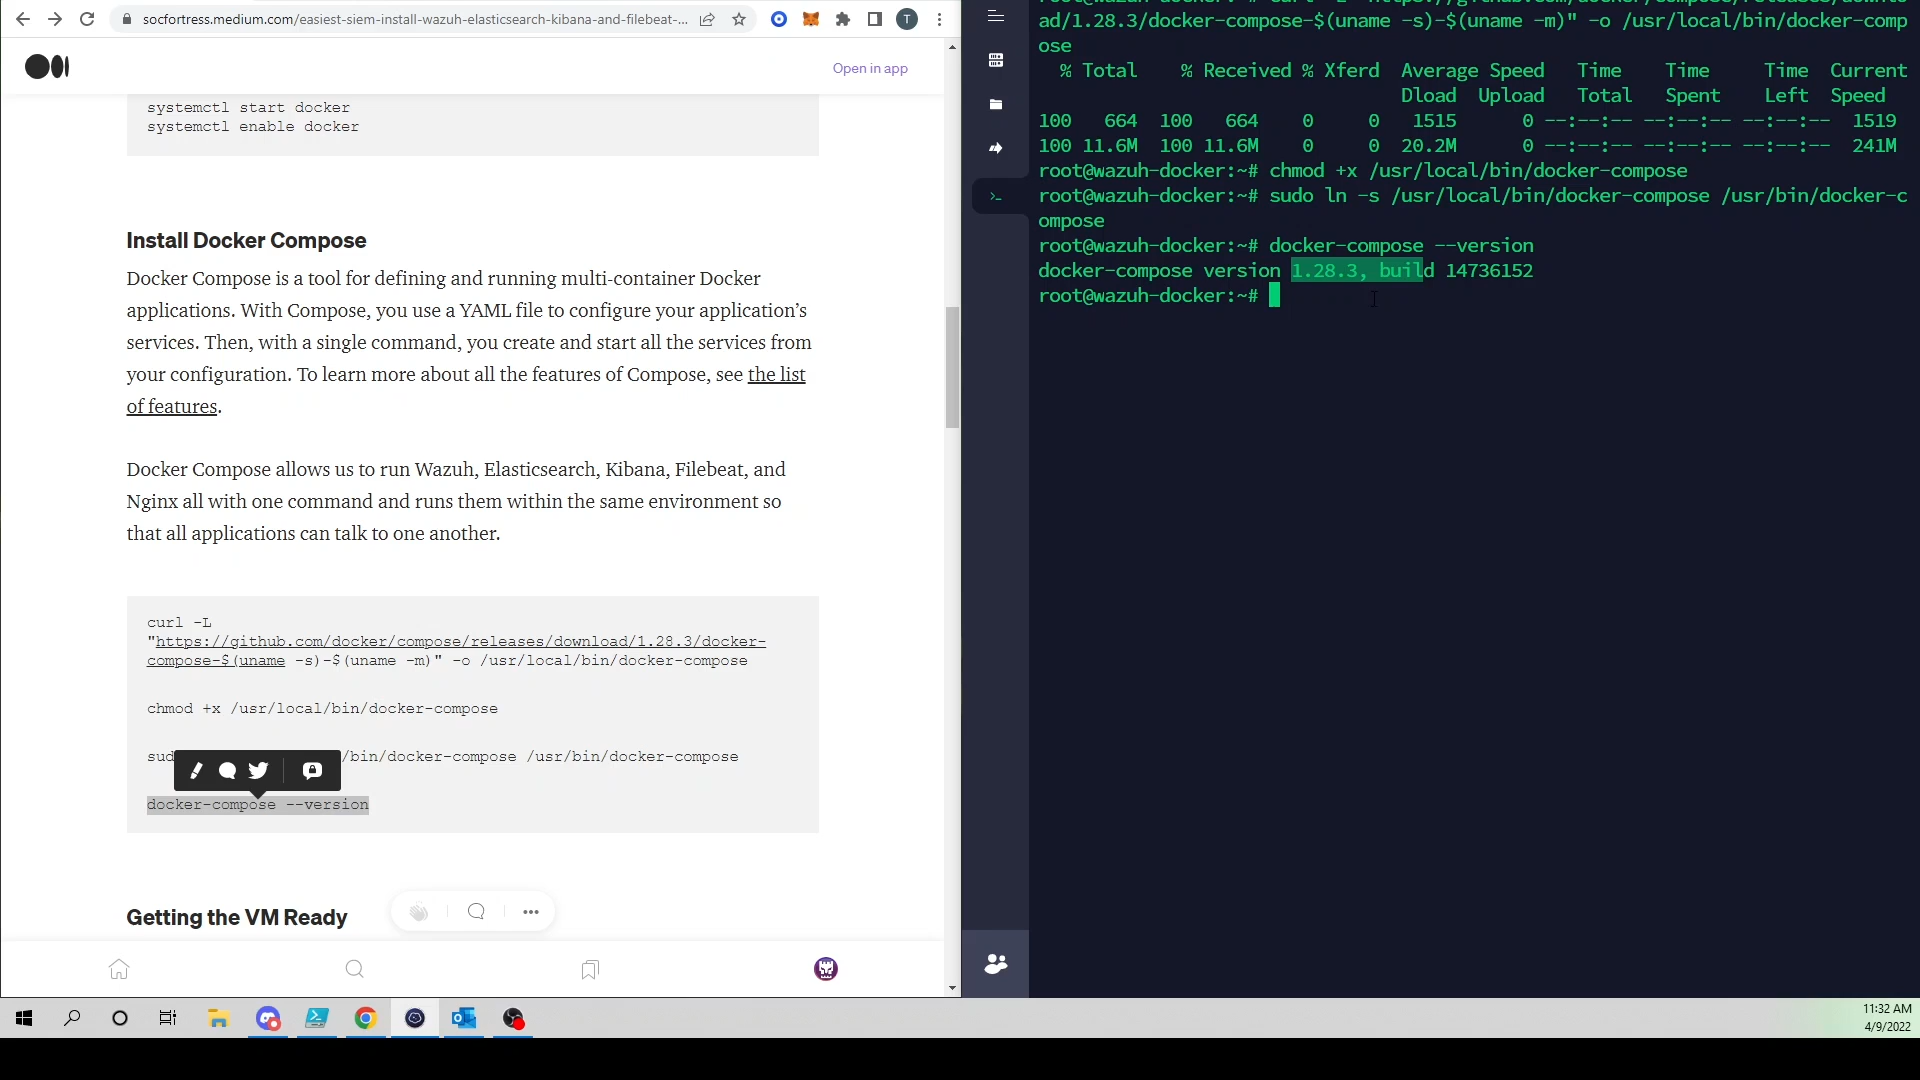 socfortress.medium.com/easiest-siem-install-wazuh-elasticsearch-kibana-and-filebeat-...
T
Open in app
systemctl start docker
systemctl enable docker
Install Docker Compose
Docker Compose is a tool for defining and running multi-container Docker
applications. With Compose, you use a YAML file to configure your application’s
services. Then, with a single command, you create and start all the services from
your configuration. To learn more about all the features of Compose, see the list
of features.
Docker Compose allows us to run Wazuh, Elasticsearch, Kibana, Filebeat, and
Nginx all with one command and runs them within the same environment so
that all applications can talk to one another.
curl -L
"https://github.com/docker/compose/releases/download/1.28.3/docker-
compose-$(uname -s)-$(uname -m)" -o /usr/local/bin/docker-compose
chmod +x /usr/local/bin/docker-compose
sud /bin/docker-compose /usr/bin/docker-compose
docker-compose --version
Getting the VM Ready
ad/1.28.3/docker-compose-$(uname -s)-$(uname -m)" -o /usr/local/bin/docker-comp
ose
% Total % Received % Xferd Average Speed Time Time Time Current
Dload Upload Total Spent Left Speed
100 664 100 664 0 0 1515 0 --:--:-- --:--:-- --:--:-- 1519
100 11.6M 100 11.6M 0 0 20.2M 0 --:--:-- --:--:-- --:--:-- 241M
root@wazuh-docker:~# chmod +x /usr/local/bin/docker-compose
root@wazuh-docker:~# sudo ln -s /usr/local/bin/docker-compose /usr/bin/docker-c
ompose
root@wazuh-docker:~# docker-compose --version
docker-compose version 1.28.3, build 14736152
root@wazuh-docker:~#
11:32 AM
4/9/2022